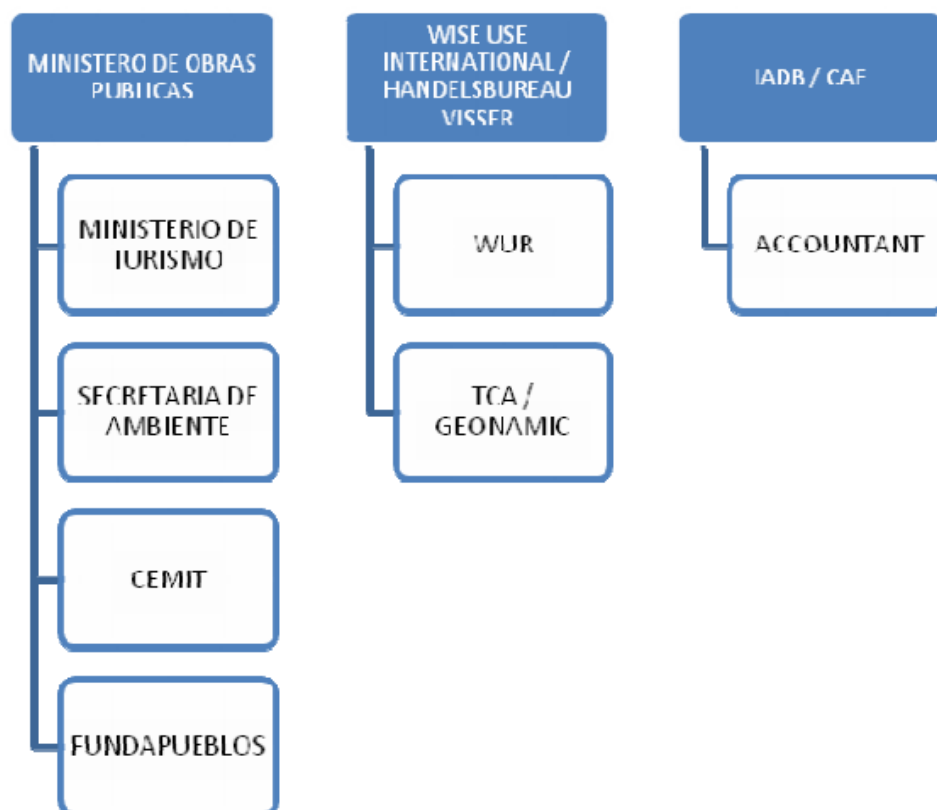 MINISTERO DE OBRAS
PUBLICAS
MINISTERIO DE
TURISMO
SECRETARIA DE
AMBIENTE
CEMIT
FUNDAPUEBLOS
WISE USE
INTERNATIONAL /
HANDELSBUREAU
VISSER
WUR
TCA /
GEONAMIC
IADB / CAF
ACCOUNTANT